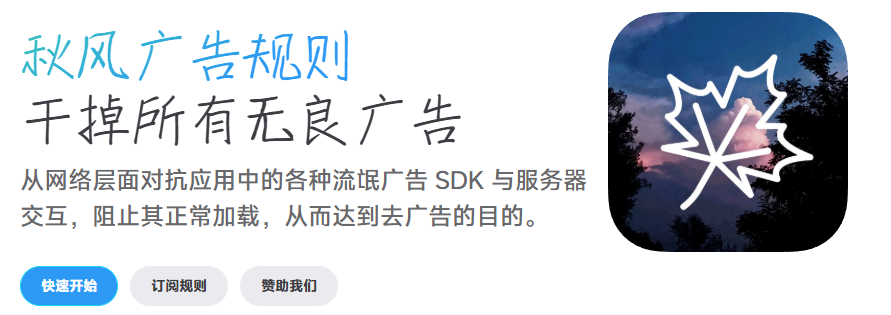 秋风广告规则
干掉所有无良广告
从网络层面对抗应用中的各种流氓广告 SDK 与服务器
交互，阻止其正常加载，从而达到去广告的目的。
快速开始 订阅规则 赞助我们